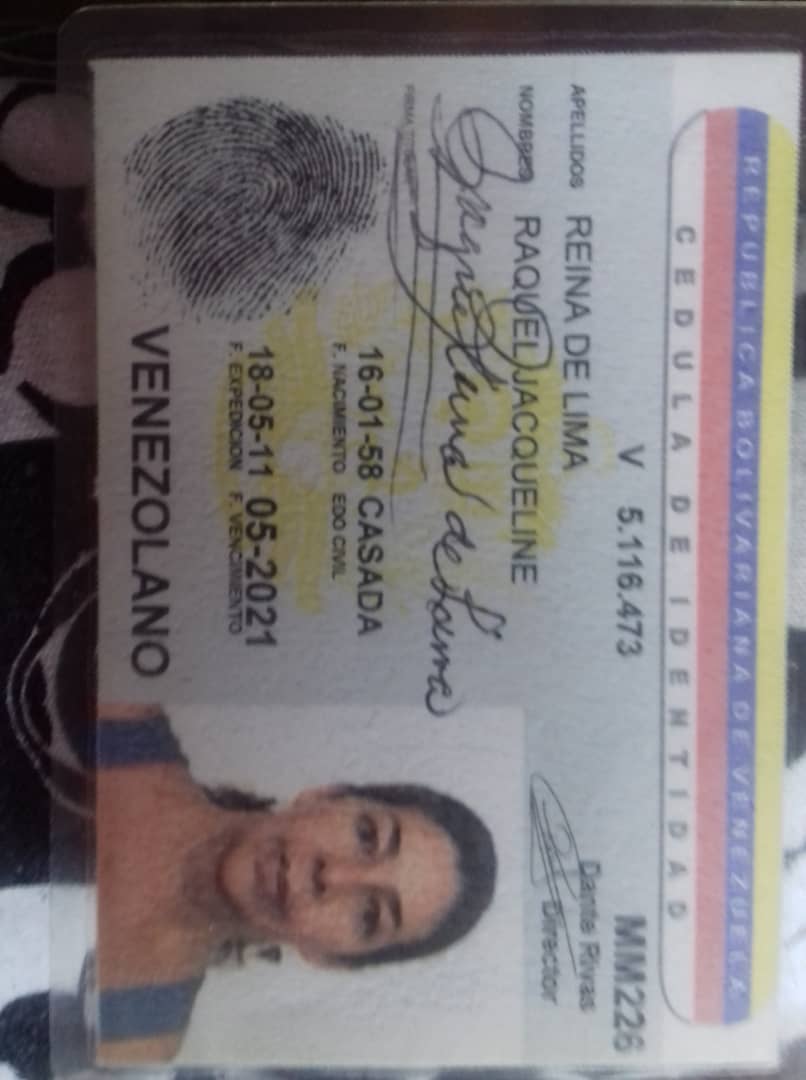 REPUBLICA BOLIVARIANA DE VENEZUELA
CEDULA DE IDENTIDAD
V 5.116.473 MM226
APELLIDOS REINA DE LIMA
Dante Rivas
Director
NOMBRES RAQUEL JACQUELINE
FIRMA TITULAR
16-01-58 CASADA
F. NACIMIENTO EDO CIVIL
18-05-11 05-2021
F. EXPEDICION F. VENCIMIENTO
VENEZOLANO